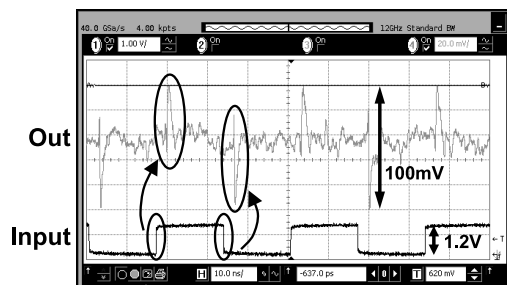 40.0 GSa/s 4.00 kpts 12GHz Standard BW
1 On 1.00 V/ 2 On 3 On 4 On 20.0 mV/
Out
100mV
Input
1.2V
T
H 10.0 ns/ -637.0 ps 0 T 620 mV